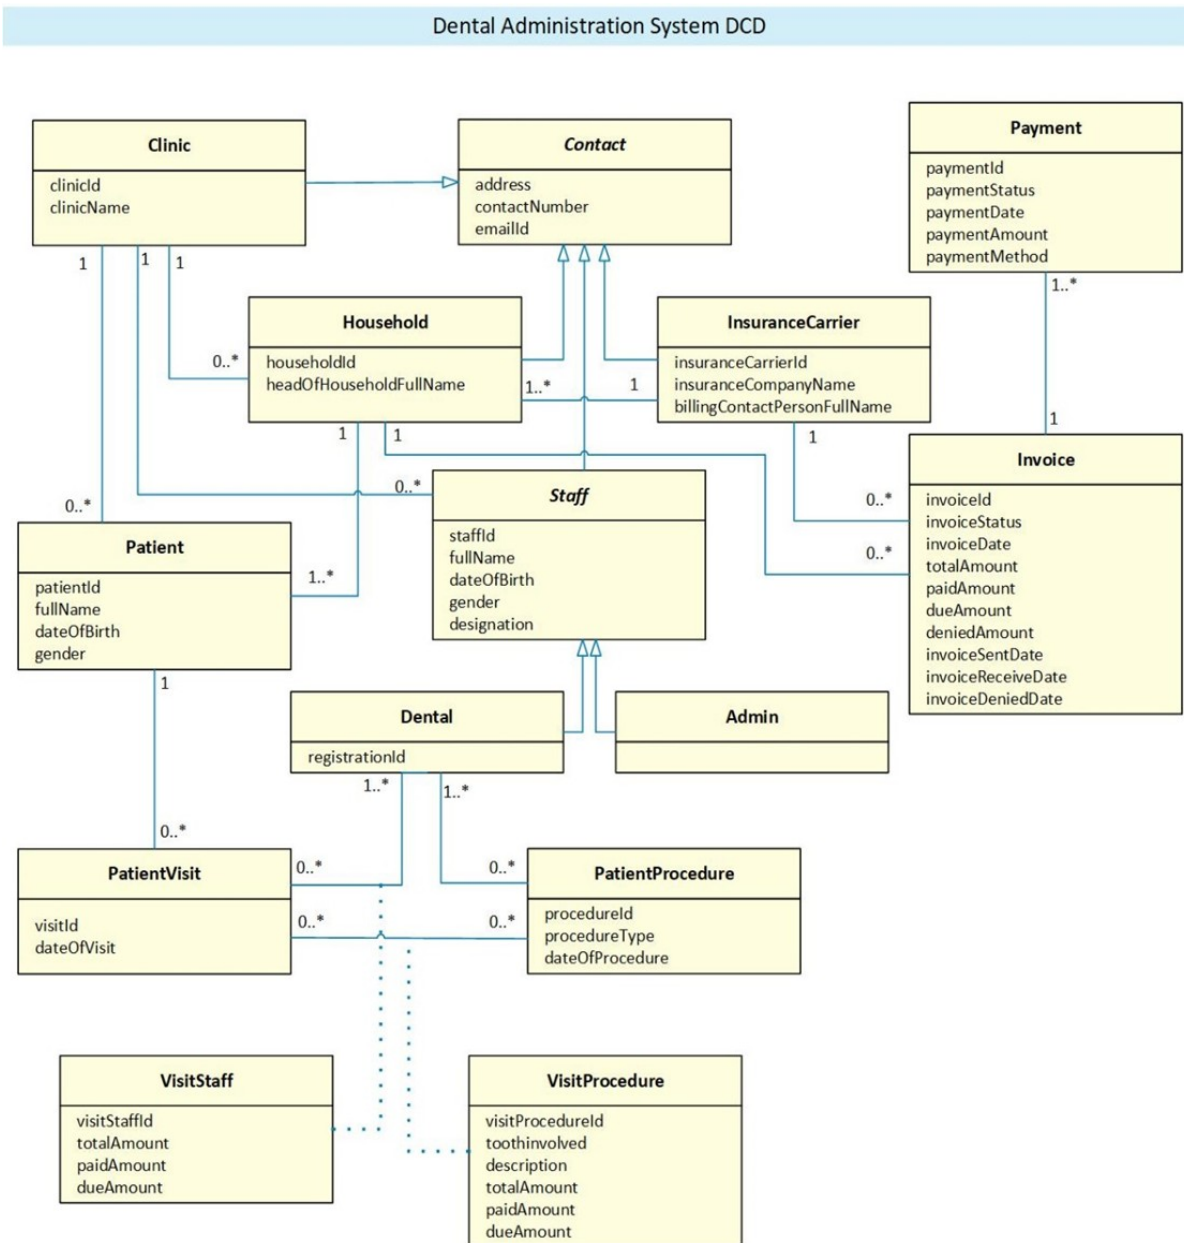 Dental Administration System DCD
Clinic
clinicId
clinicName
Contact
address
contactNumber
emailId
Payment
paymentId
paymentStatus
paymentDate
paymentAmount
paymentMethod
1
1
1
1..*
Household
householdId
headOfHouseholdFullName
0..*
1..*
1
InsuranceCarrier
insuranceCarrierId
insuranceCompanyName
billingContactPersonFullName
1
1
1
1
Invoice
invoiceId
invoiceStatus
invoiceDate
totalAmount
paidAmount
dueAmount
deniedAmount
invoiceSentDate
invoiceReceiveDate
invoiceDeniedDate
0..*
0..*
0..*
0..*
Staff
staffId
fullName
dateOfBirth
gender
designation
Patient
patientId
fullName
dateOfBirth
gender
1..*
1
Dental
registrationId
Admin
1..*
1..*
0..*
PatientVisit
visitId
dateOfVisit
0..*
0..*
0..*
0..*
PatientProcedure
procedureId
procedureType
dateOfProcedure
VisitStaff
visitStaffId
totalAmount
paidAmount
dueAmount
VisitProcedure
visitProcedureId
toothinvolved
description
totalAmount
paidAmount
dueAmount